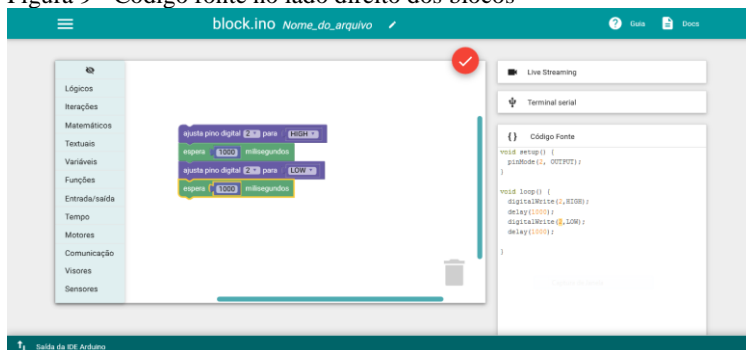 Figura 9 - Código fonte no lado direito dos blocos
block.ino Nome_do_arquivo
Guia
Docs
Lógicos
Iterações
Matemáticos
Textuais
Variáveis
Funções
Entrada/saída
Tempo
Motores
Comunicação
Visores
Sensores
ajusta pino digital 2 para HIGH
espera 1000 milisegundos
ajusta pino digital 2 para LOW
espera 1000 milisegundos
Live Streaming
Terminal serial
{} Código Fonte
void setup() {
pinMode(2, OUTPUT);
}
void loop() {
digitalWrite(2,HIGH);
delay(1000);
digitalWrite(2,LOW);
delay(1000);
}
Saída da IDE Arduino